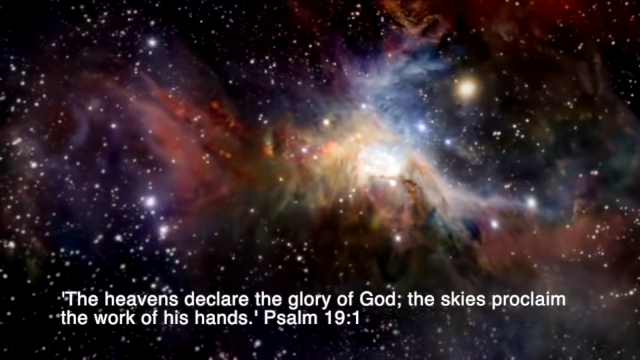 'The heavens declare the glory of God; the skies proclaim
the work of his hands.' Psalm 19:1